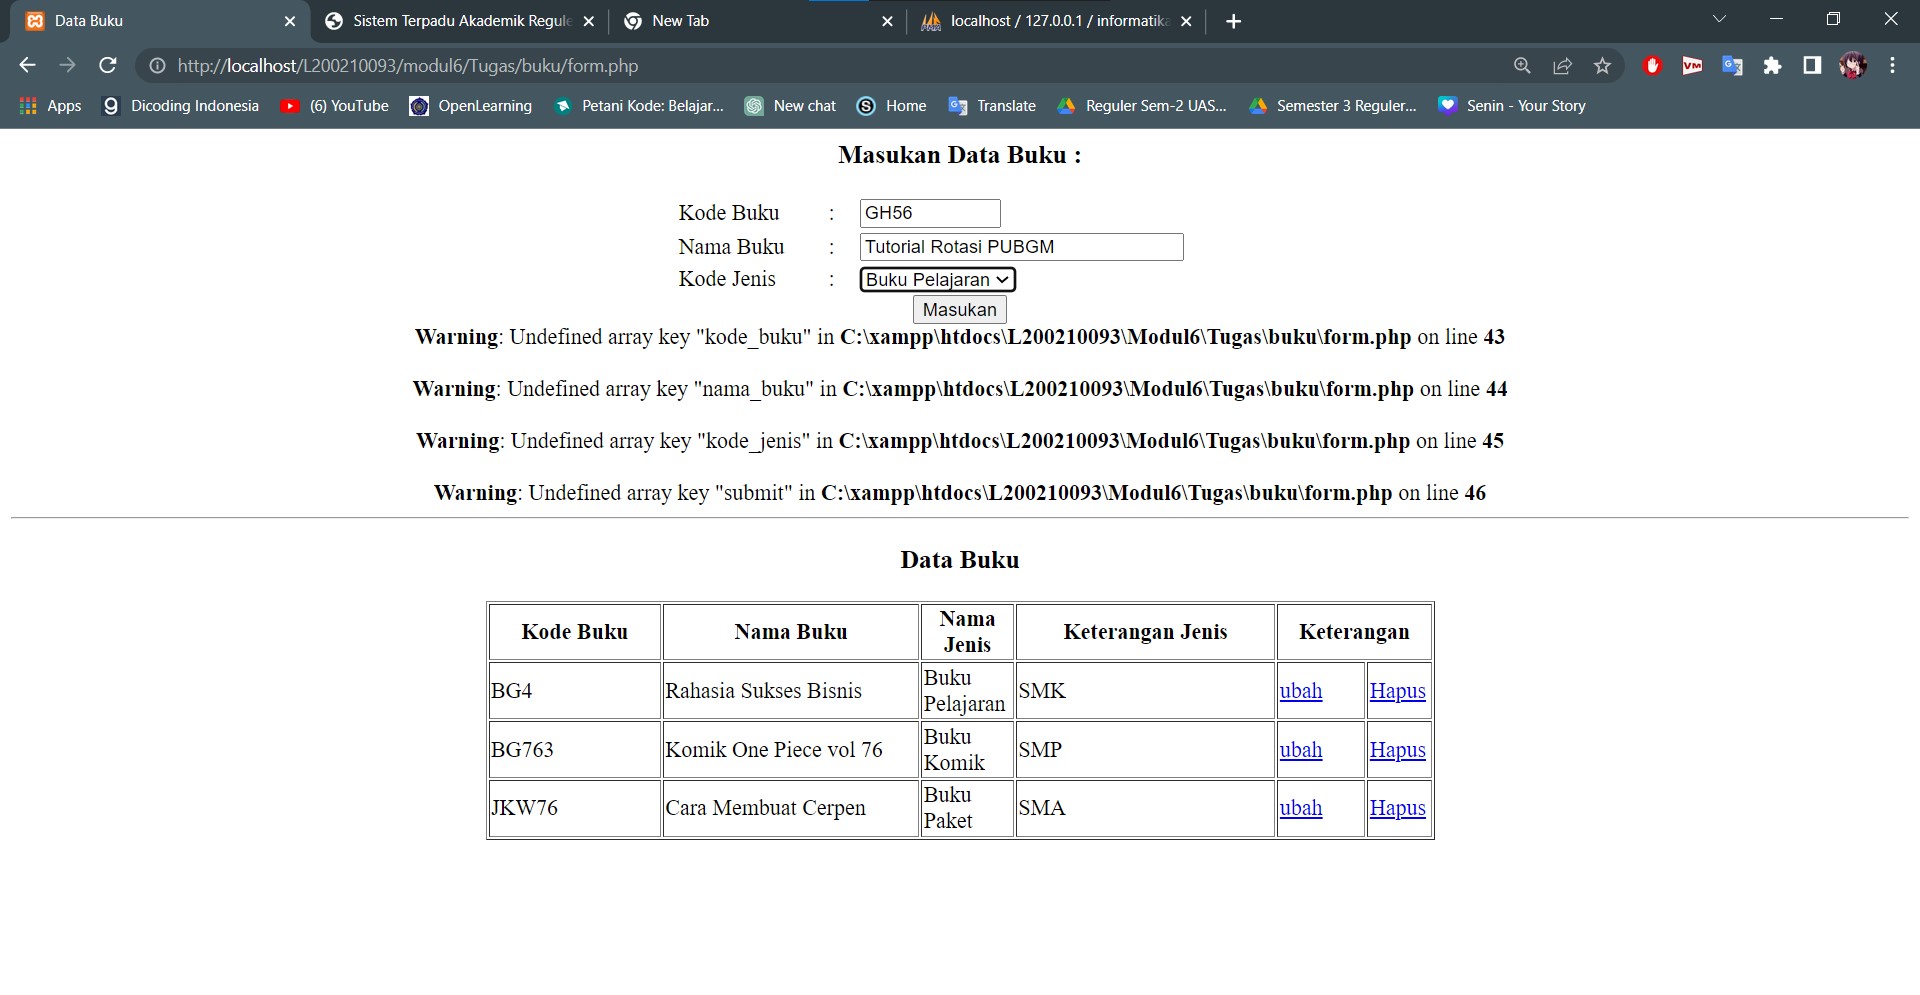 Data Buku
Sistem Terpadu Akademik Regule
New Tab
localhost / 127.0.0.1 / informatika
http://localhost/L200210093/modul6/Tugas/buku/form.php
Apps
Dicoding Indonesia
(6) YouTube
OpenLearning
Petani Kode: Belajar...
New chat
Home
Translate
Reguler Sem-2 UAS...
Semester 3 Reguler...
Senin - Your Story
Masukan Data Buku :
Kode Buku : GH56
Nama Buku : Tutorial Rotasi PUBGM
Kode Jenis : Buku Pelajaran
Masukan
Warning: Undefined array key "kode_buku" in C:\xampp\htdocs\L200210093\Modul6\Tugas\buku\form.php on line 43
Warning: Undefined array key "nama_buku" in C:\xampp\htdocs\L200210093\Modul6\Tugas\buku\form.php on line 44
Warning: Undefined array key "kode_jenis" in C:\xampp\htdocs\L200210093\Modul6\Tugas\buku\form.php on line 45
Warning: Undefined array key "submit" in C:\xampp\htdocs\L200210093\Modul6\Tugas\buku\form.php on line 46
Data Buku
Kode Buku Nama Buku Nama Jenis Keterangan Jenis Keterangan
BG4 Rahasia Sukses Bisnis Buku Pelajaran SMK ubah Hapus
BG763 Komik One Piece vol 76 Buku Komik SMP ubah Hapus
JKW76 Cara Membuat Cerpen Buku Paket SMA ubah Hapus